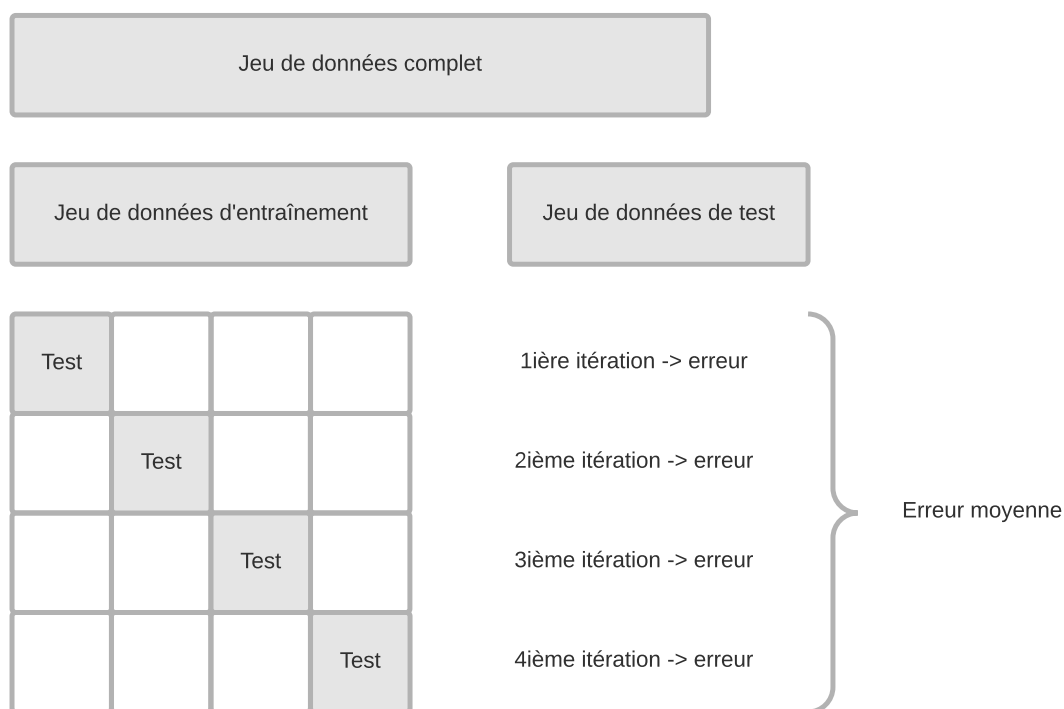 Jeu de données complet
Jeu de données d'entraînement
Jeu de données de test
Test
1ière itération -> erreur
Test
2ième itération -> erreur
Erreur moyenne
Test
3ième itération -> erreur
Test
4ième itération -> erreur